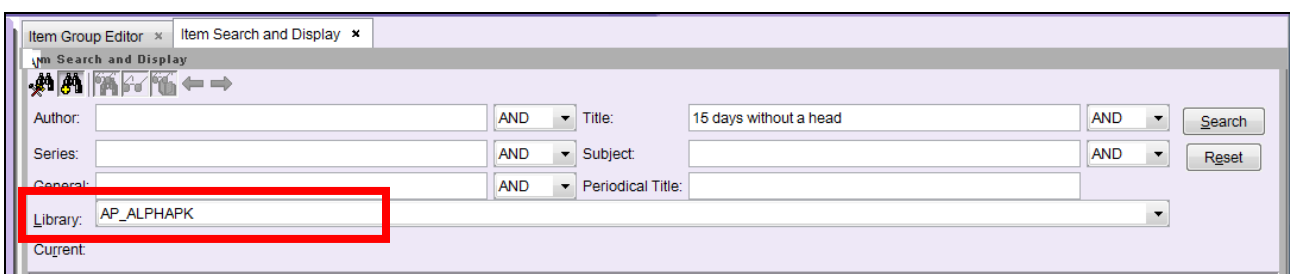 Item Group Editor × Item Search and Display ×
m Search and Display
Author: AND Title: 15 days without a head AND Search
Series: AND Subject: AND Reset
General: AND Periodical Title:
Library: AP_ALPHAPK
Current: